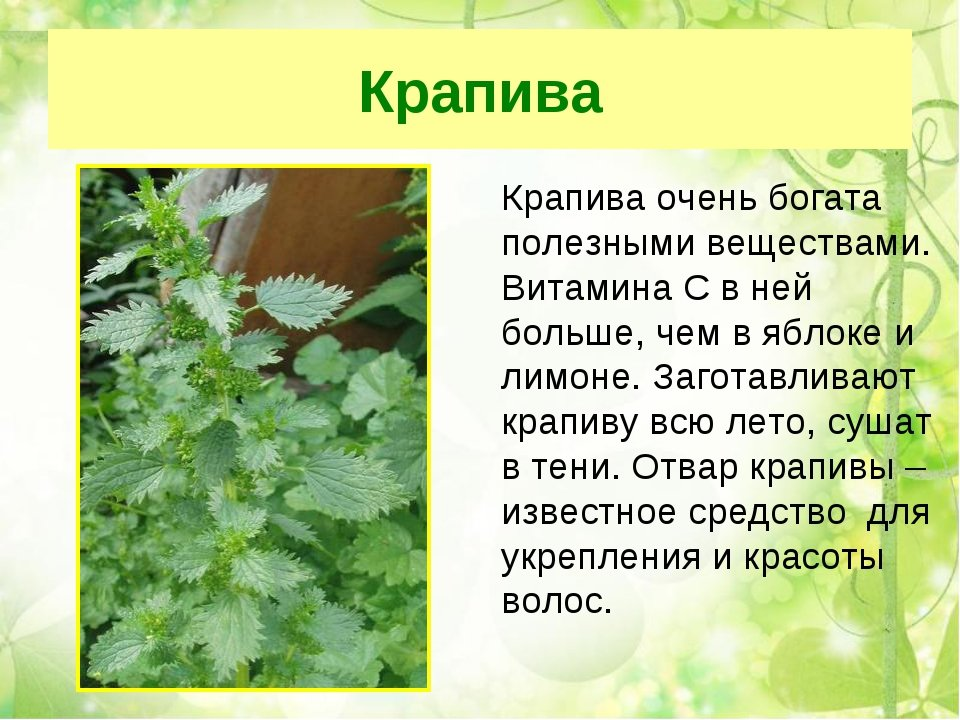 Крапива
Крапива очень богата
полезными веществами.
Витамина С в ней
больше, чем в яблоке и
лимоне. Заготавливают
крапиву всю лето, сушат
в тени. Отвар крапивы –
известное средство  для
укрепления и красоты
волос.